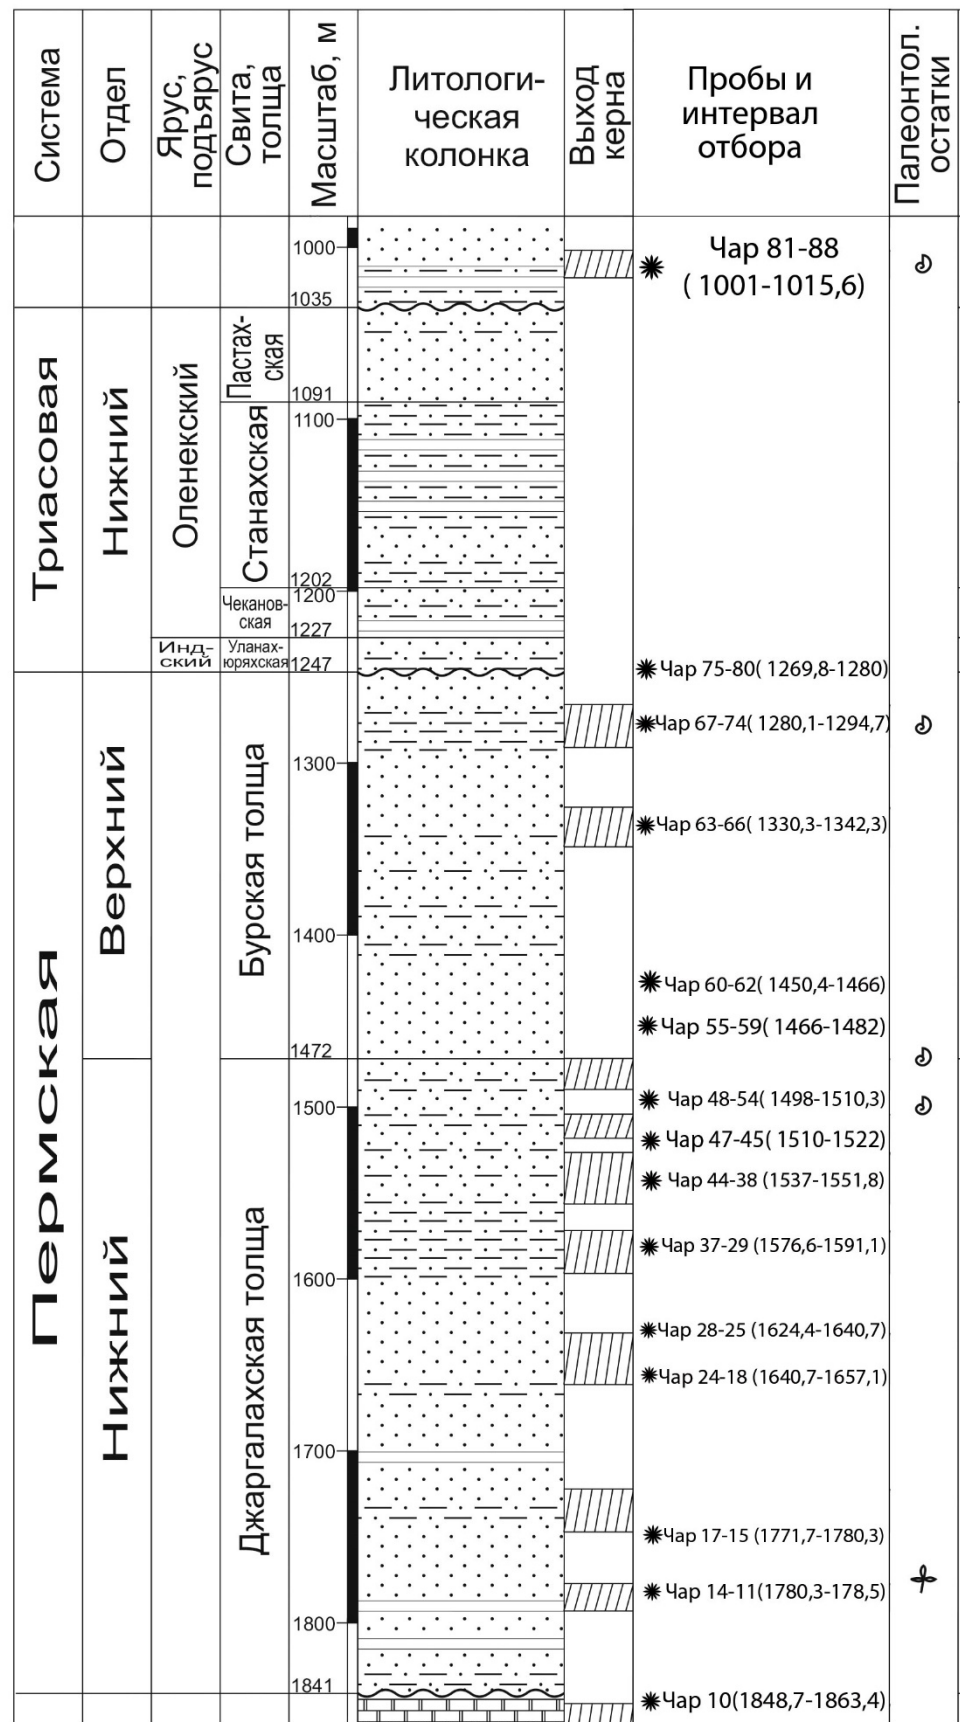 Система
Отдел
Ярус,
подъярус
Свита,
толща
Масштаб, м
Литологи-
ческая
колонка
Выход
керна
Пробы и
интервал
отбора
Палеонтол.
остатки
1000
Чар 81-88
( 1001-1015,6)
1035
Триасовая
Нижний
Оленекский
Пастах-
ская
1091
1100
Станахская
1202
1200
Чеканов-
ская
1227
Инд-
ский
Уланах-
юряхская
1247
Чар 75-80( 1269,8-1280)
Чар 67-74( 1280,1-1294,7)
1300
Чар 63-66( 1330,3-1342,3)
Пермская
Верхний
Бурская толща
1400
Чар 60-62( 1450,4-1466)
Чар 55-59( 1466-1482)
1472
Чар 48-54( 1498-1510,3)
1500
Чар 47-45( 1510-1522)
Чар 44-38 (1537-1551,8)
Нижний
Джаргалахская толща
Чар 37-29 (1576,6-1591,1)
1600
Чар 28-25 (1624,4-1640,7)
Чар 24-18 (1640,7-1657,1)
1700
Чар 17-15 (1771,7-1780,3)
Чар 14-11(1780,3-178,5)
1800
1841
Чар 10(1848,7-1863,4)